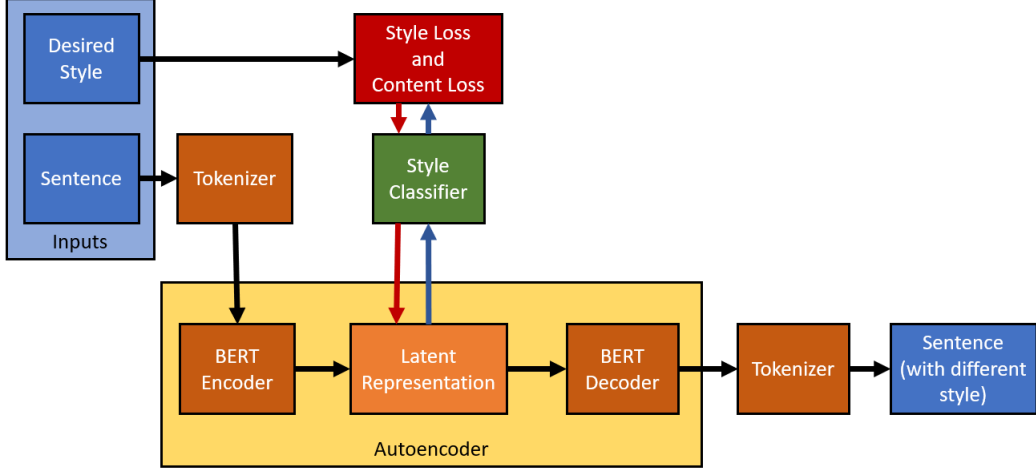 Desired
Style
Style Loss
and
Content Loss
Sentence
Tokenizer
Style
Classifier
Inputs
BERT
Encoder
Latent
Representation
BERT
Decoder
Tokenizer
Sentence
(with different
style)
Autoencoder